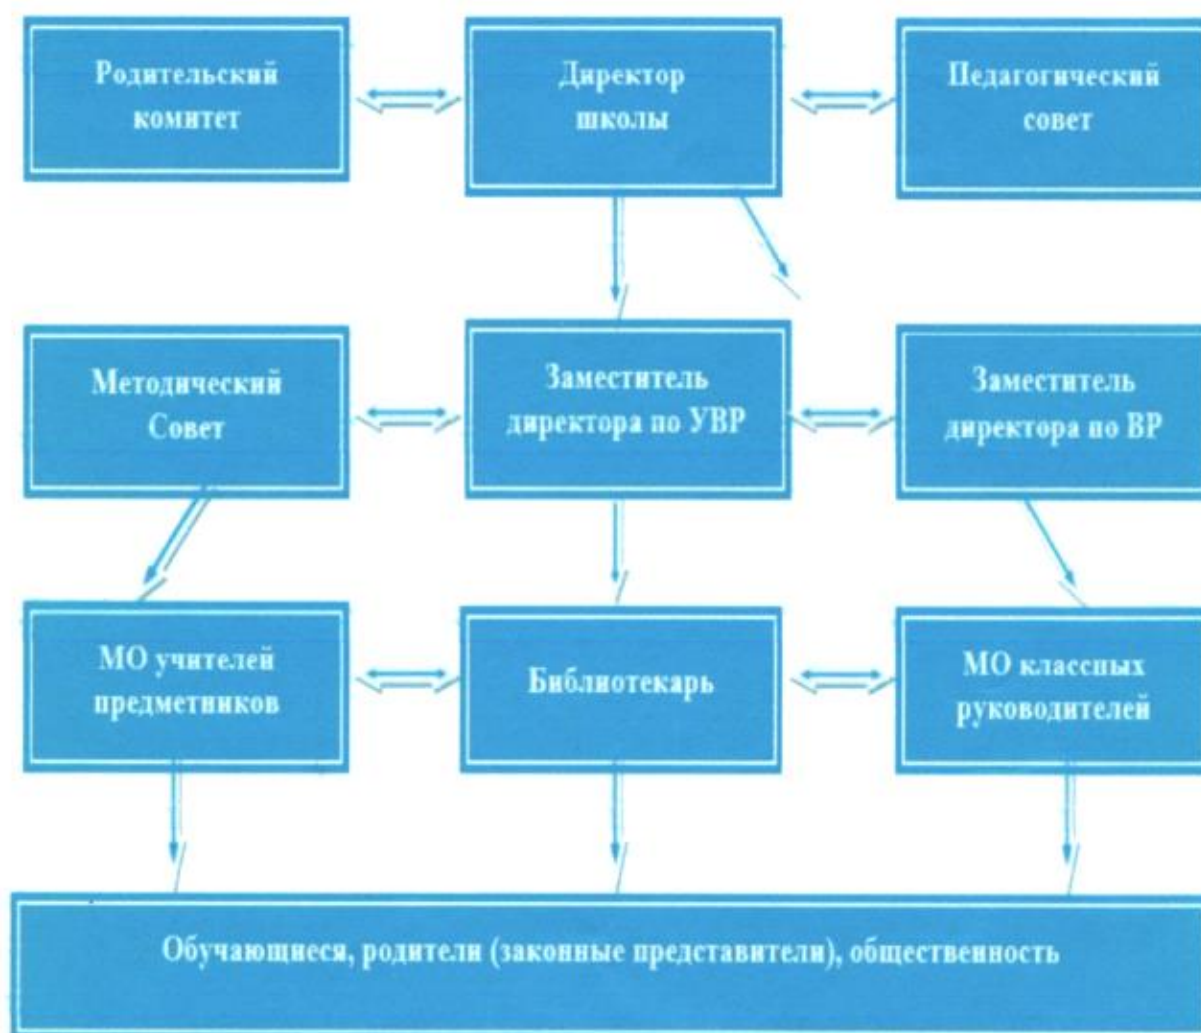 Родительский
комитет
Директор
школы
Педагогический
совет
Методический
Совет
Заместитель
директора по УВР
Заместитель
директора по ВР
МО учителей
предметников
Библиотекарь
МО классных
руководителей
Обучающиеся, родители (законные представители), общественность